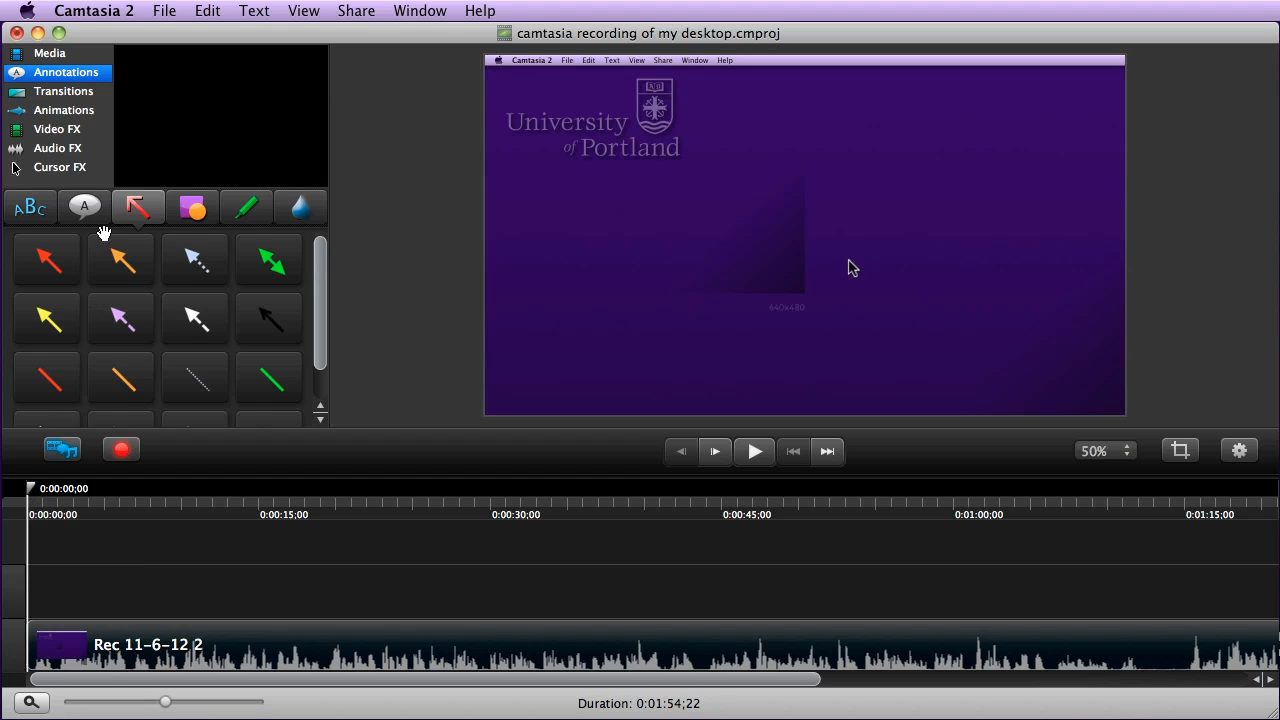 Camtasia 2 File Edit Text View Share Window Help
camtasia recording of my desktop.cmproj
Media
Annotations
Transitions
Animations
Video FX
Audio FX
Cursor FX
ABC
A
Camtasia 2 File Edit Text View Share Window Help
University
of Portland
640x480
50%
0:00:00;00
0:00:00;00 0:00:15;00 0:00:30;00 0:00:45;00 0:01:00;00 0:01:15;00
Rec 11-6-12 2
Duration: 0:01:54;22